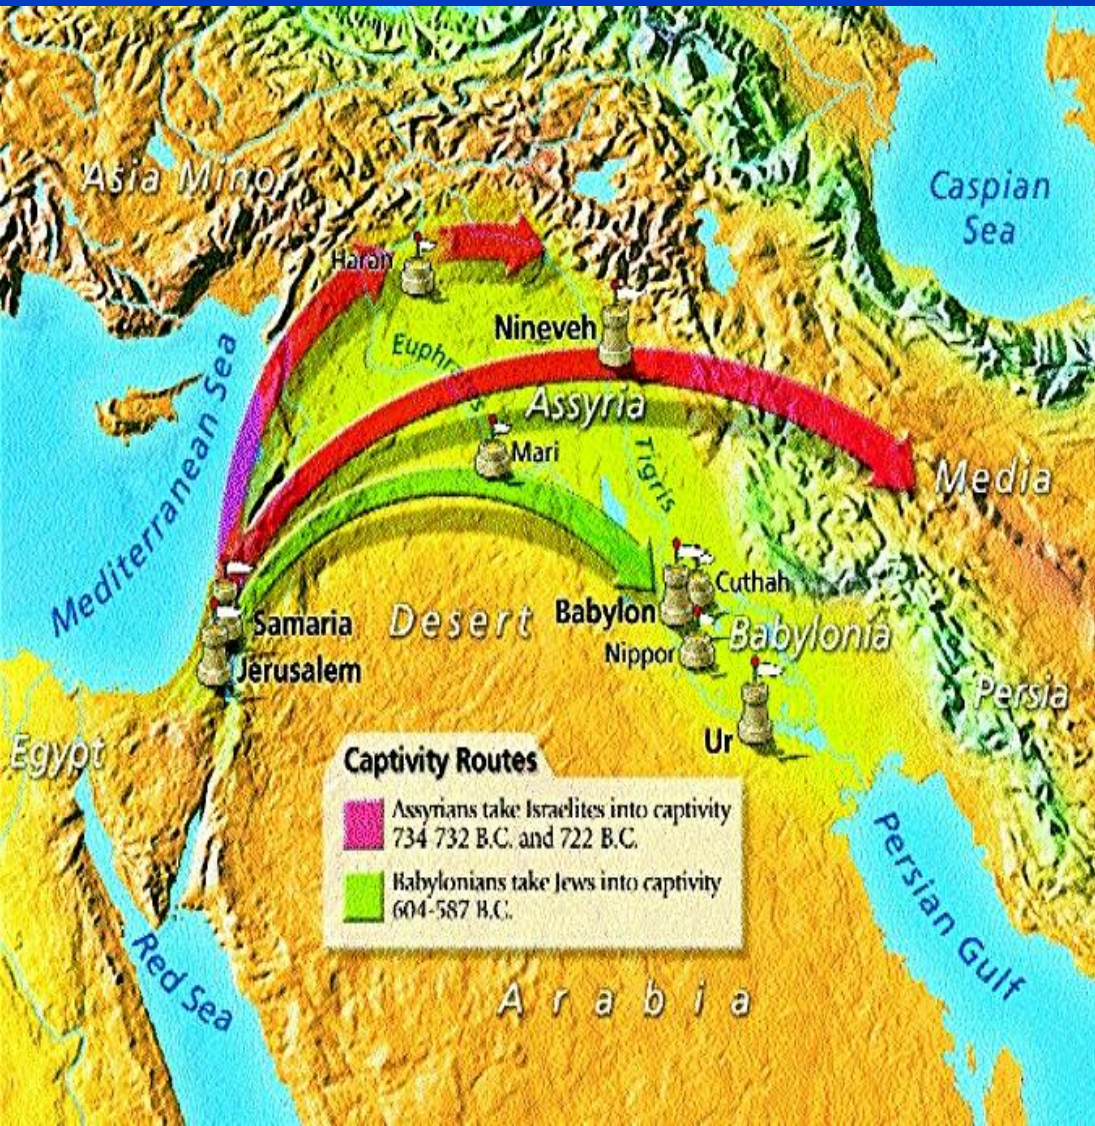 Asia Minor
Caspian
Sea
Haran
Nineveh
Euphrates
Assyria
Mediterranean Sea
Mari
Tigris
Media
Cuthah
Samaria
Desert
Babylon
Babylonia
Nippor
Jerusalem
Persia
Egypt
Ur
Captivity Routes
Assyrians take Israelites into captivity
734 732 B.C. and 722 B.C.
Babylonians take Jews into captivity
604-587 B.C.
Persian Gulf
Red Sea
Arabia